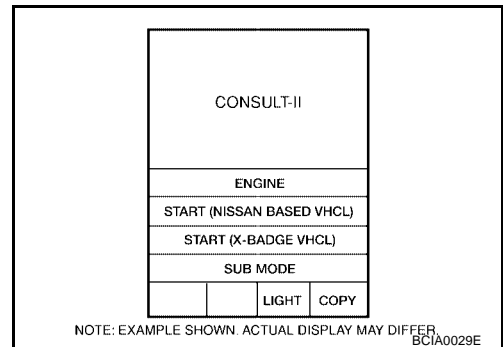 CONSULT-II
ENGINE
START (NISSAN BASED VHCL)
START (X-BADGE VHCL)
SUB MODE
LIGHT COPY
NOTE: EXAMPLE SHOWN. ACTUAL DISPLAY MAY DIFFER.
BCIA0029E